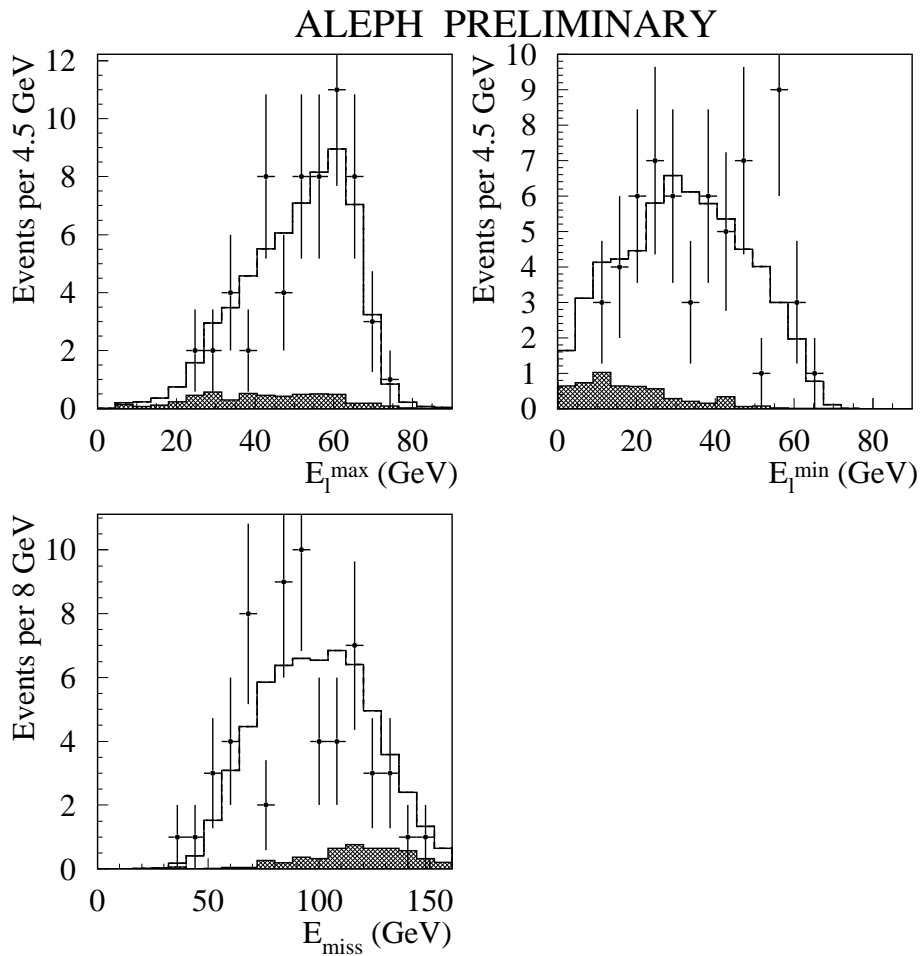 ALEPH PRELIMINARY
Events per 4.5 GeV
12
10
8
6
4
2
0
0 20 40 60 80
E_l^max (GeV)
Events per 4.5 GeV
10
9
8
7
6
5
4
3
2
1
0
0 20 40 60 80
E_l^min (GeV)
Events per 8 GeV
10
8
6
4
2
0
0 50 100 150
E_miss (GeV)